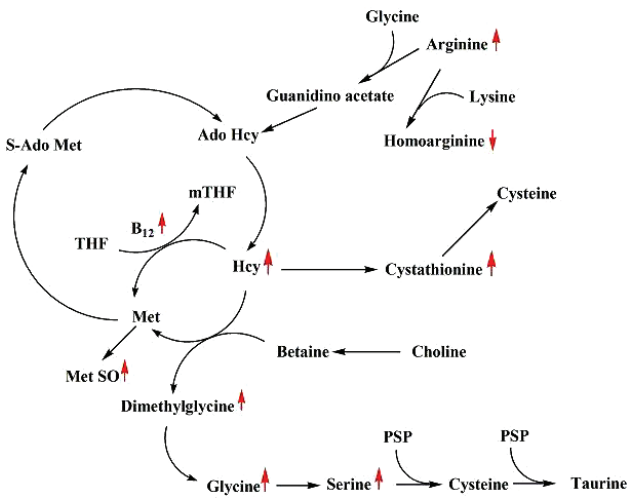 Glycine
Arginine
Guanidino acetate
Lysine
Ado Hcy
S-Ado Met
Homoarginine
mTHF
Cysteine
B12
THF
Hcy
Cystathionine
Met
Betaine
Choline
Met SO
Dimethylglycine
PSP
PSP
Glycine
Serine
Cysteine
Taurine